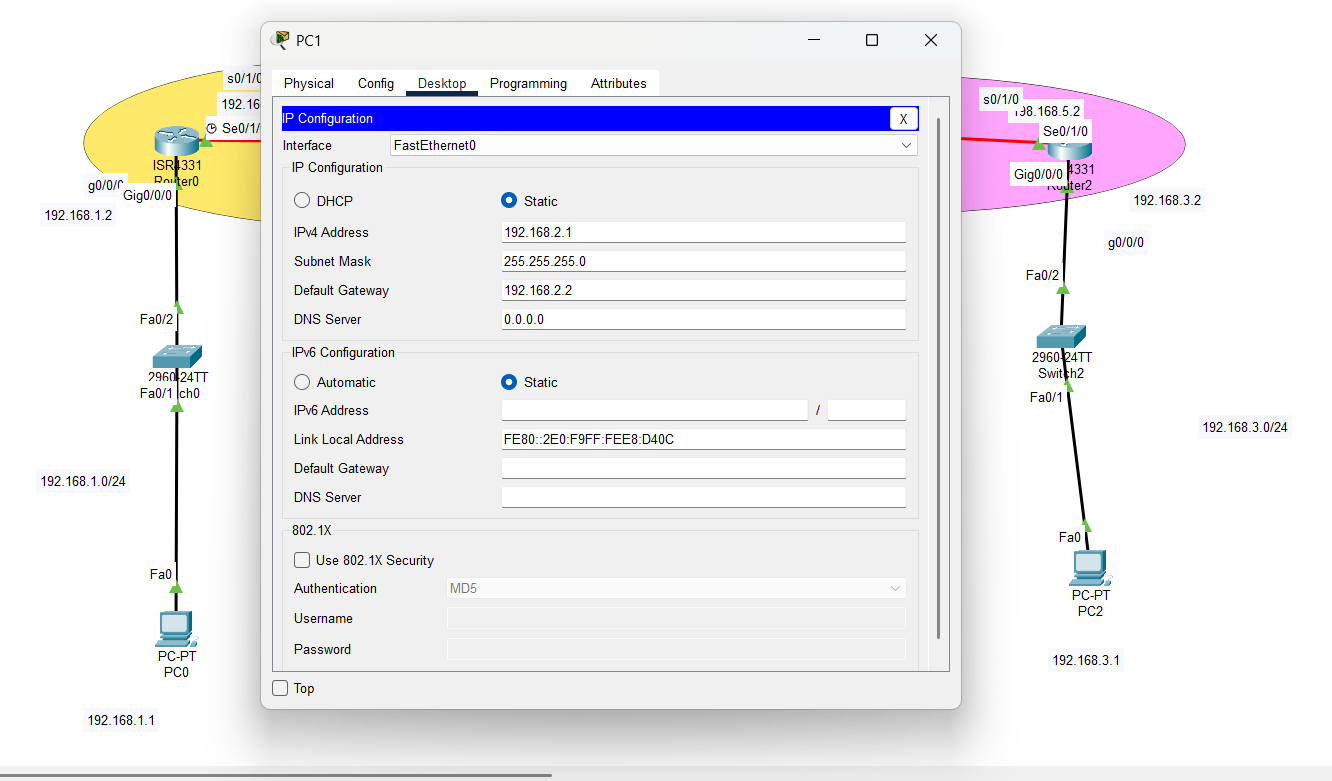 PC1
Physical Config Desktop Programming Attributes
IP Configuration X
Interface FastEthernet0
IP Configuration
DHCP Static
IPv4 Address 192.168.2.1
Subnet Mask 255.255.255.0
Default Gateway 192.168.2.2
DNS Server 0.0.0.0
IPv6 Configuration
Automatic Static
IPv6 Address /
Link Local Address FE80::2E0:F9FF:FEE8:D40C
Default Gateway
DNS Server
802.1X
Use 802.1X Security
Authentication MD5
Username
Password
Top
s0/1/0
192.16
Se0/1/
ISR4331
Router0
g0/0/0
Gig0/0/0
192.168.1.2
Fa0/2
2960-24TT
Fa0/1 ch0
192.168.1.0/24
Fa0
PC-PT
PC0
192.168.1.1
s0/1/0
198.168.5.2
Se0/1/0
Gig0/0/0 4331
Router2
192.168.3.2
g0/0/0
Fa0/2
2960-24TT
Switch2
Fa0/1
192.168.3.0/24
Fa0
PC-PT
PC2
192.168.3.1